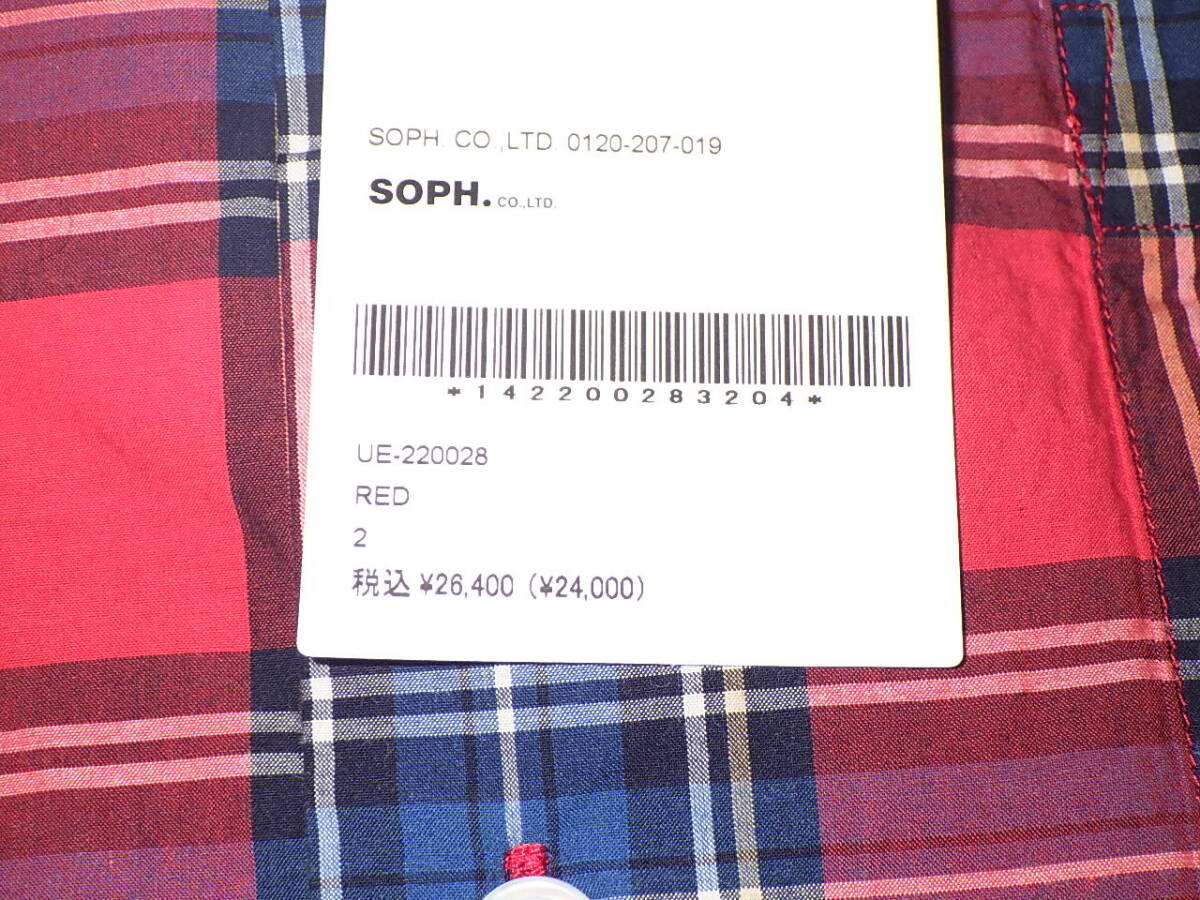 SOPH. CO.,LTD. 0120-207-019
SOPH. CO.,LTD.
*142200283204*
UE-220028
RED
2
税込 ¥26,400 (¥24,000)